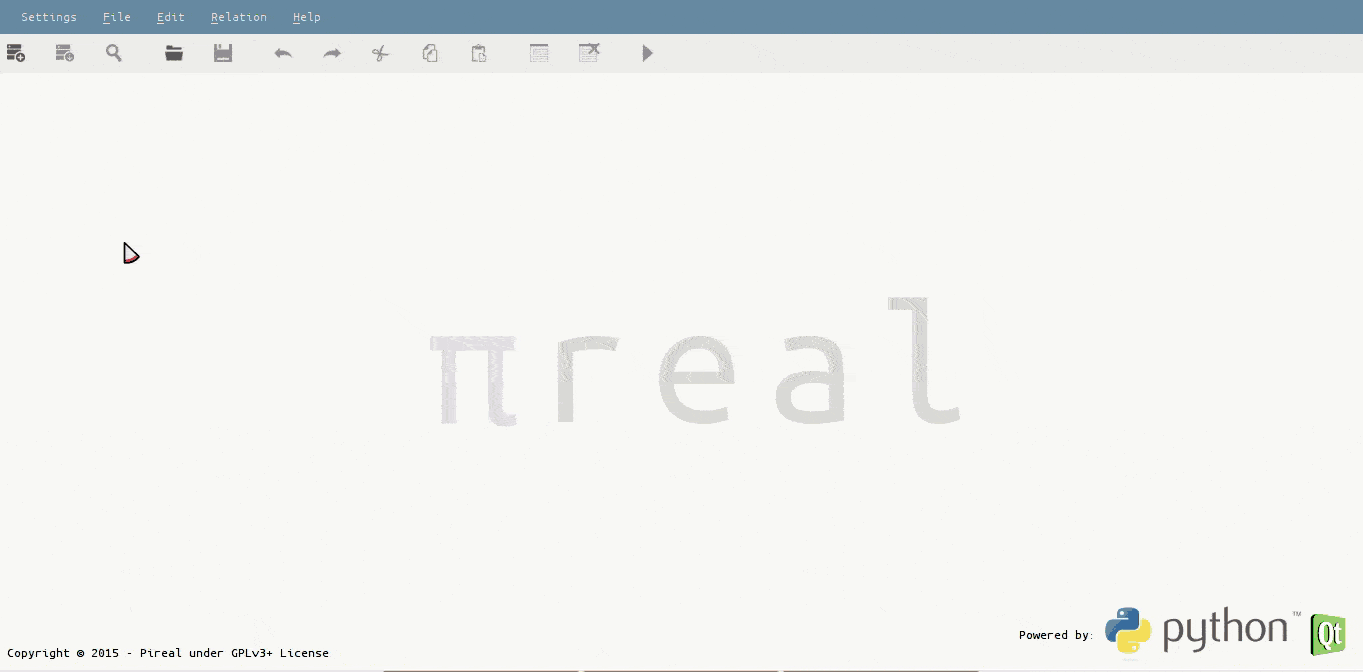 Settings File Edit Relation Help
πreal
Powered by: python™ Qt
Copyright © 2015 - Pireal under GPLv3+ License